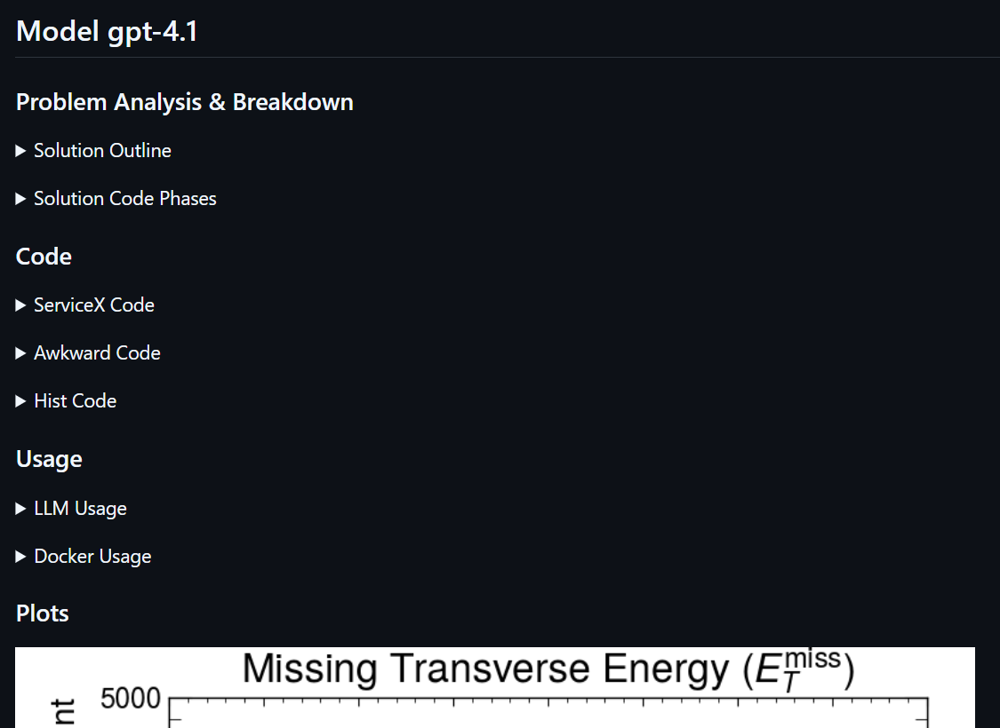 Model gpt-4.1
Problem Analysis & Breakdown
Solution Outline
Solution Code Phases
Code
ServiceX Code
Awkward Code
Hist Code
Usage
LLM Usage
Docker Usage
Plots
Missing Transverse Energy (E_T^miss)
5000
nt